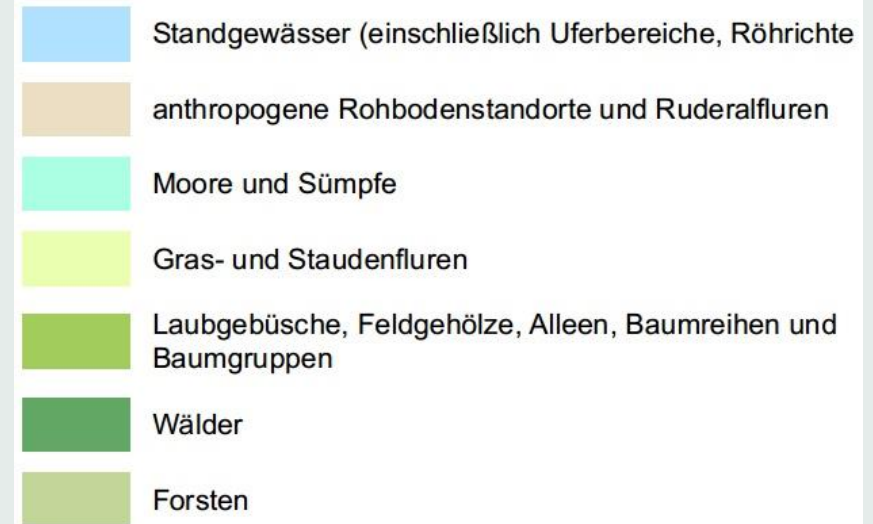 Standgewässer (einschließlich Uferbereiche, Röhrichte
anthropogene Rohbodenstandorte und Ruderalfluren
Moore und Sümpfe
Gras- und Staudenfluren
Laubgebüsche, Feldgehölze, Alleen, Baumreihen und
Baumgruppen
Wälder
Forsten